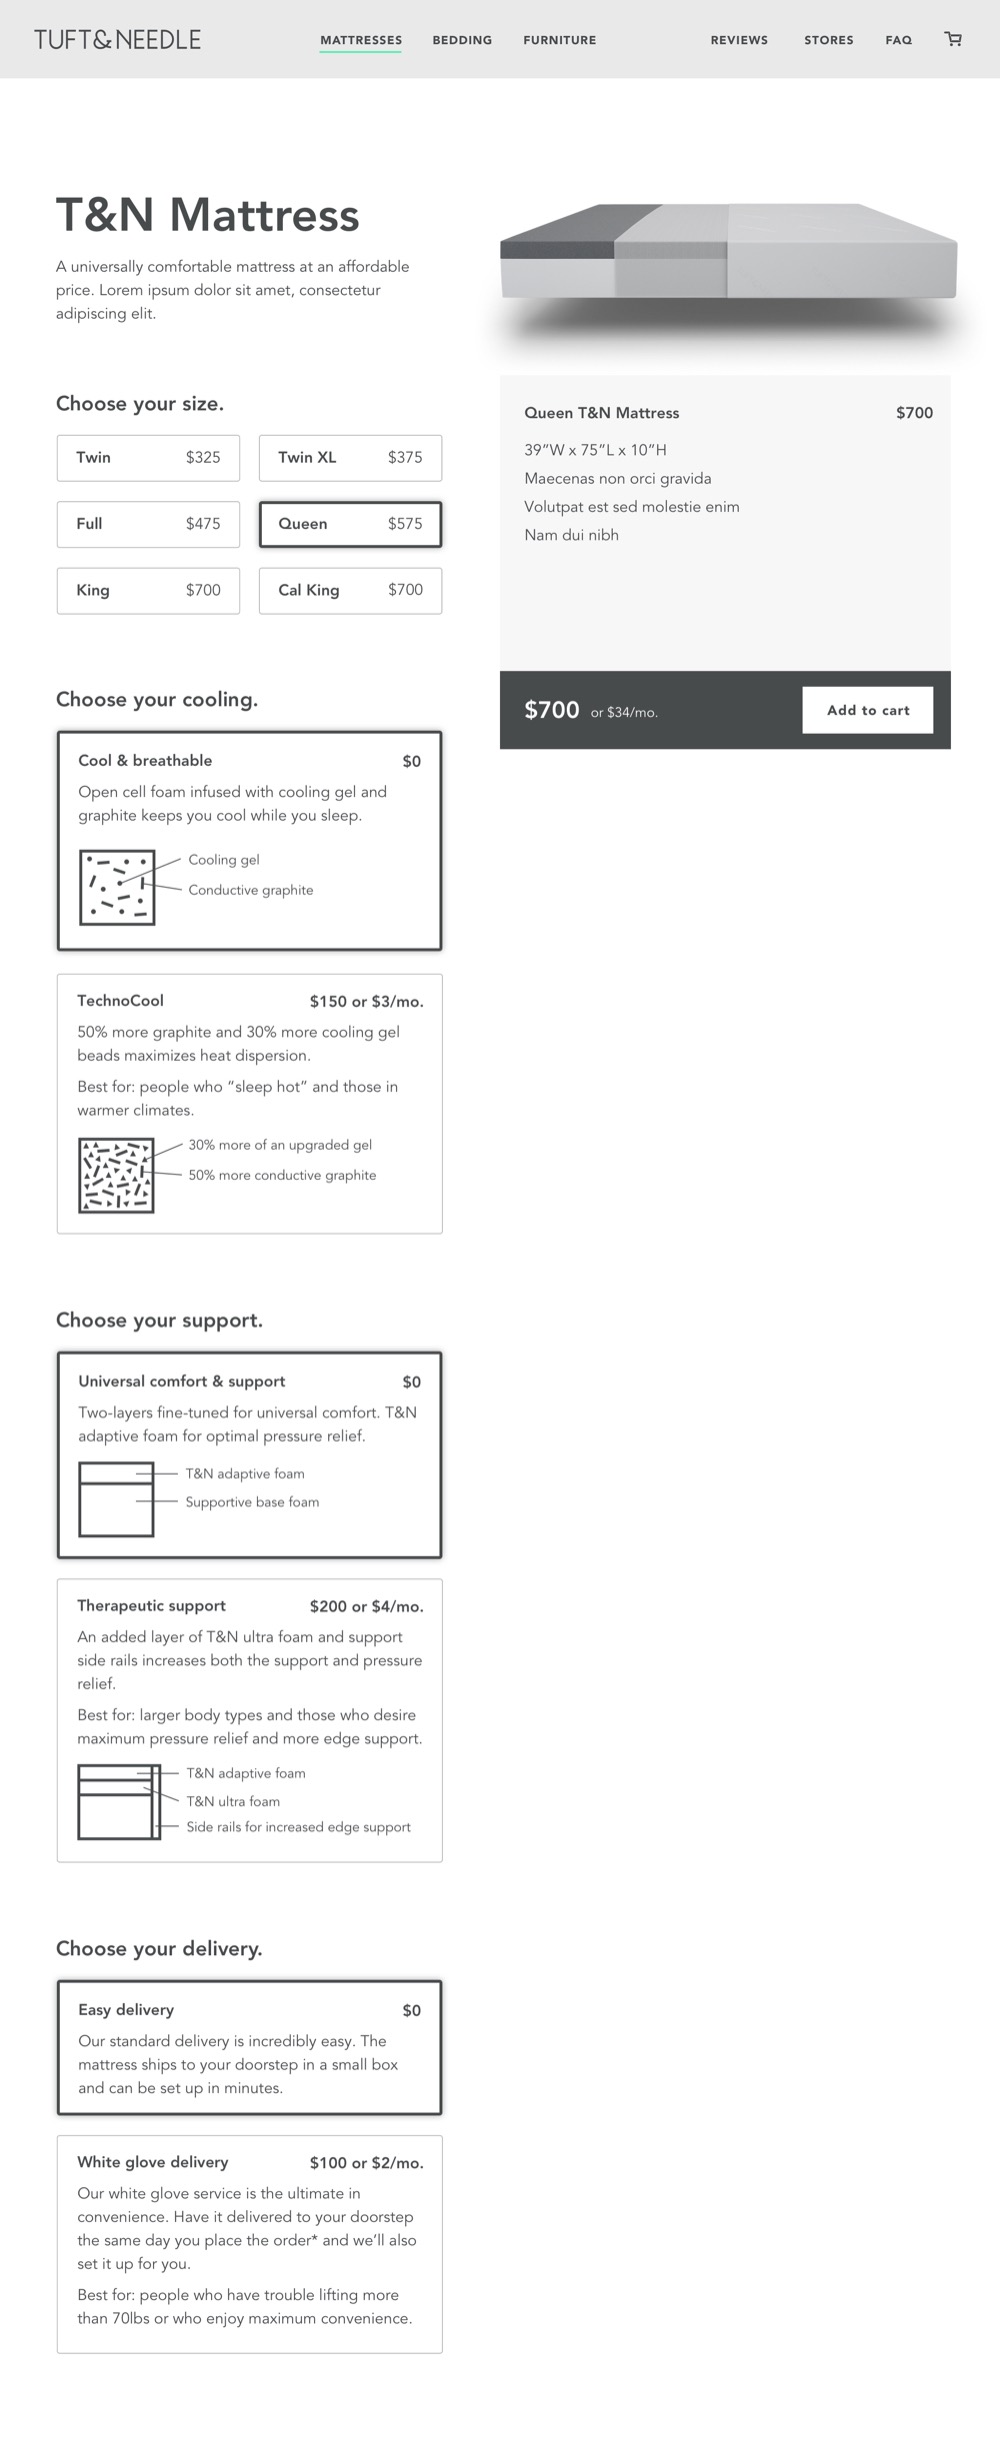 TUFT&NEEDLE
MATTRESSES BEDDING FURNITURE REVIEWS STORES FAQ
T&N Mattress
A universally comfortable mattress at an affordable
price. Lorem ipsum dolor sit amet, consectetur
adipiscing elit.
Choose your size.
Twin $325
Twin XL $375
Full $475
Queen $575
King $700
Cal King $700
Queen T&N Mattress $700
39”W x 75”L x 10”H
Maecenas non orci gravida
Volutpat est sed molestie enim
Nam dui nibh
$700 or $34/mo.
Add to cart
Choose your cooling.
Cool & breathable $0
Open cell foam infused with cooling gel and
graphite keeps you cool while you sleep.
Cooling gel
Conductive graphite
TechnoCool $150 or $3/mo.
50% more graphite and 30% more cooling gel
beads maximizes heat dispersion.
Best for: people who “sleep hot” and those in
warmer climates.
30% more of an upgraded gel
50% more conductive graphite
Choose your support.
Universal comfort & support $0
Two-layers fine-tuned for universal comfort. T&N
adaptive foam for optimal pressure relief.
T&N adaptive foam
Supportive base foam
Therapeutic support $200 or $4/mo.
An added layer of T&N ultra foam and support
side rails increases both the support and pressure
relief.
Best for: larger body types and those who desire
maximum pressure relief and more edge support.
T&N adaptive foam
T&N ultra foam
Side rails for increased edge support
Choose your delivery.
Easy delivery $0
Our standard delivery is incredibly easy. The
mattress ships to your doorstep in a small box
and can be set up in minutes.
White glove delivery $100 or $2/mo.
Our white glove service is the ultimate in
convenience. Have it delivered to your doorstep
the same day you place the order* and we’ll also
set it up for you.
Best for: people who have trouble lifting more
than 70lbs or who enjoy maximum convenience.